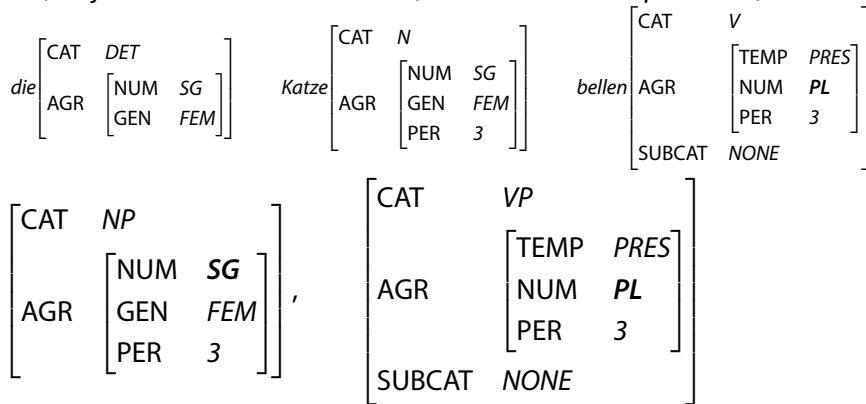 die
CAT DET
AGR
NUM SG
GEN FEM
Katze
CAT N
AGR
NUM SG
GEN FEM
PER 3
bellen
CAT V
AGR
TEMP PRES
NUM PL
PER 3
SUBCAT NONE
CAT NP
AGR
NUM SG
GEN FEM
PER 3
,
CAT VP
AGR
TEMP PRES
NUM PL
PER 3
SUBCAT NONE